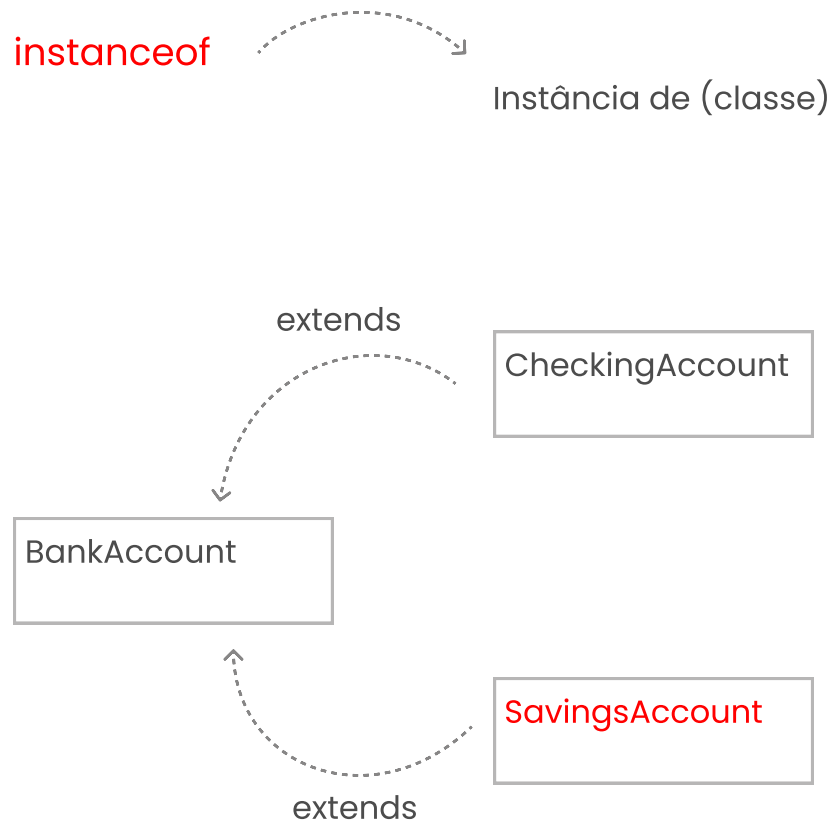 instanceof
Instância de (classe)
extends
CheckingAccount
BankAccount
SavingsAccount
extends